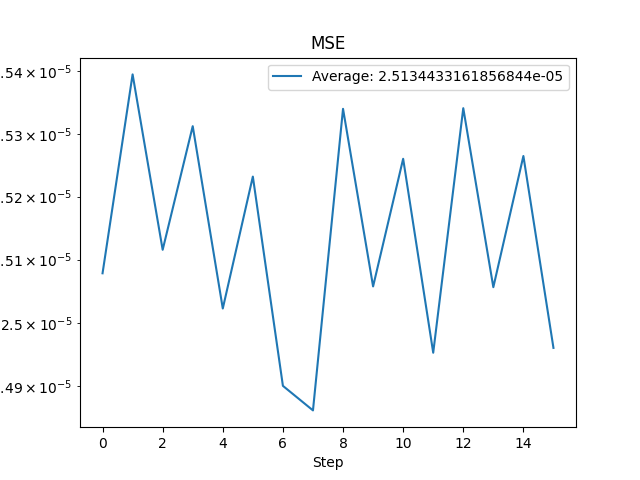 MSE
Average: 2.5134433161856844e-05
.54 × 10⁻⁵
.53 × 10⁻⁵
.52 × 10⁻⁵
.51 × 10⁻⁵
2.5 × 10⁻⁵
.49 × 10⁻⁵
0 2 4 6 8 10 12 14
Step